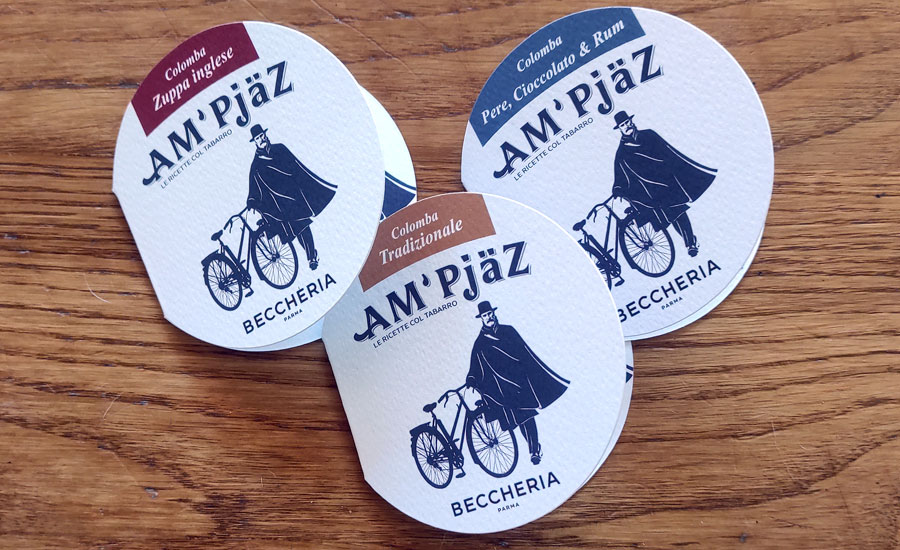 Colomba
Zuppa inglese
AM' PjäZ
LE RICETTE COL TABARRO
BECCHERIA
PARMA
Colomba
Pere, Cioccolato & Rum
AM' PjäZ
LE RICETTE COL TABARRO
BECCHERIA
PARMA
Colomba
Tradizionale
AM' PjäZ
LE RICETTE COL TABARRO
BECCHERIA
PARMA